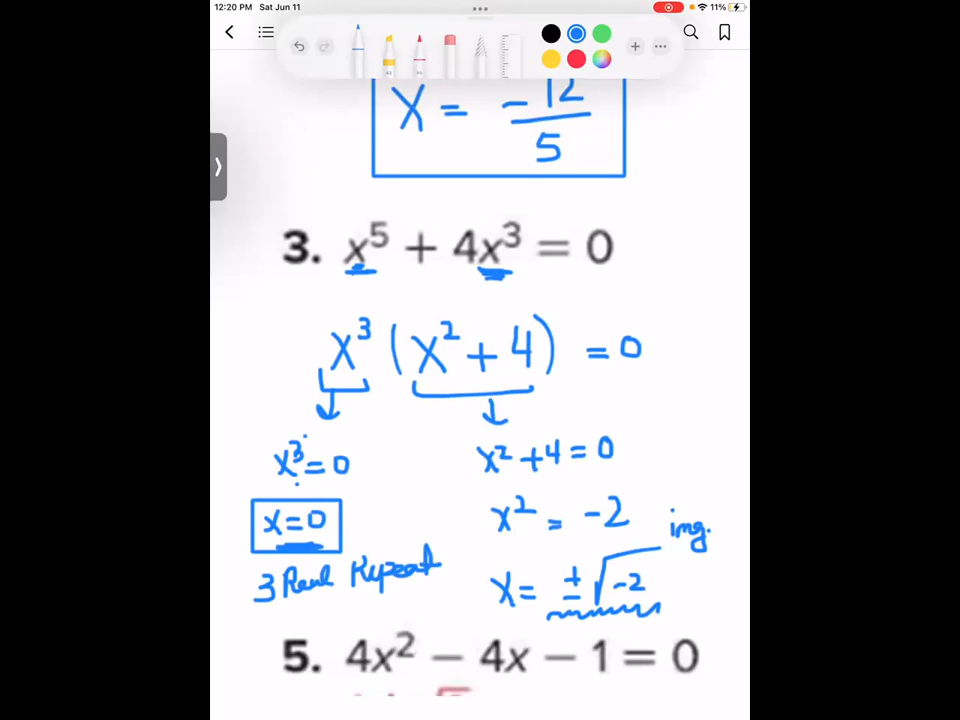 12:20 PM Sat Jun 11
11%
X = -12/5
3. x⁵ + 4x³ = 0
x³ (x² + 4) = 0
x³ = 0
x² + 4 = 0
x = 0
x² = -2
img.
3 Real Repeat
x = ± √-2
5. 4x² − 4x − 1 = 0